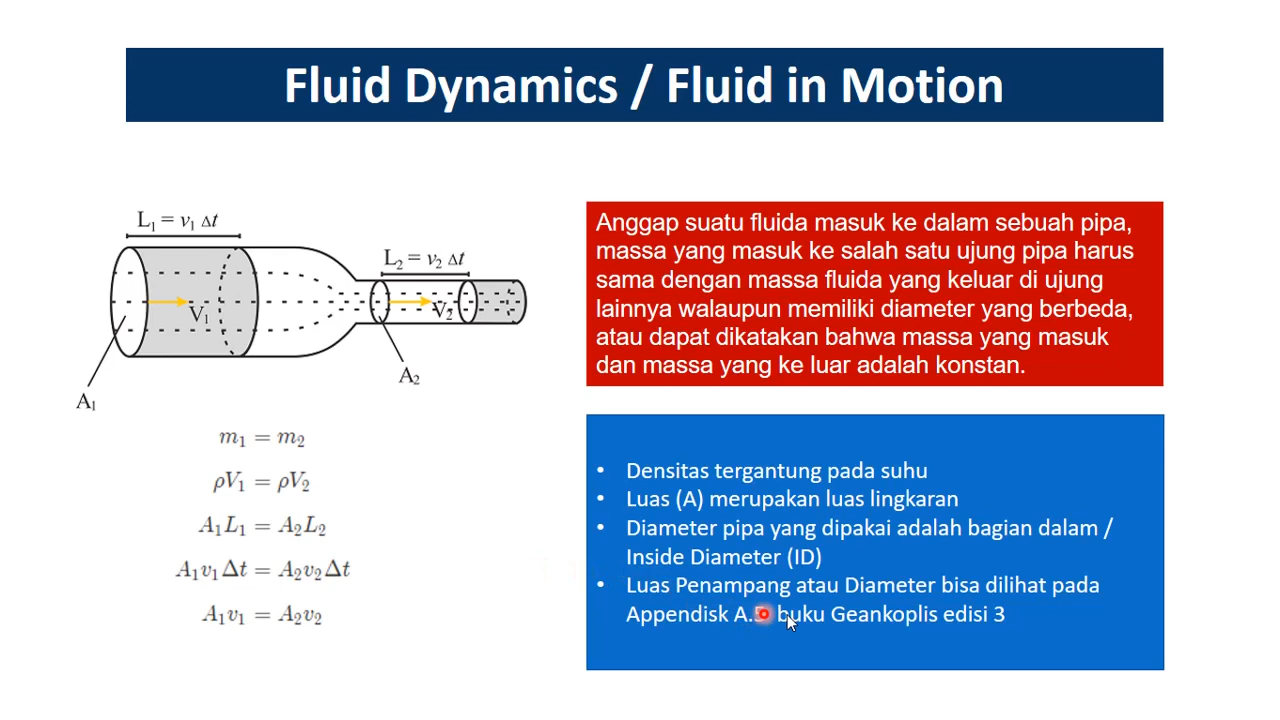 Fluid Dynamics / Fluid in Motion
L₁ = v₁ Δt
L₂ = v₂ Δt
V₁
V₂
A₂
A₁
m₁ = m₂
ρV₁ = ρV₂
A₁L₁ = A₂L₂
A₁v₁Δt = A₂v₂Δt
A₁v₁ = A₂v₂
Anggap suatu fluida masuk ke dalam sebuah pipa,
massa yang masuk ke salah satu ujung pipa harus
sama dengan massa fluida yang keluar di ujung
lainnya walaupun memiliki diameter yang berbeda,
atau dapat dikatakan bahwa massa yang masuk
dan massa yang ke luar adalah konstan.
• Densitas tergantung pada suhu
• Luas (A) merupakan luas lingkaran
• Diameter pipa yang dipakai adalah bagian dalam /
Inside Diameter (ID)
• Luas Penampang atau Diameter bisa dilihat pada
Appendisk buku Geankoplis edisi 3